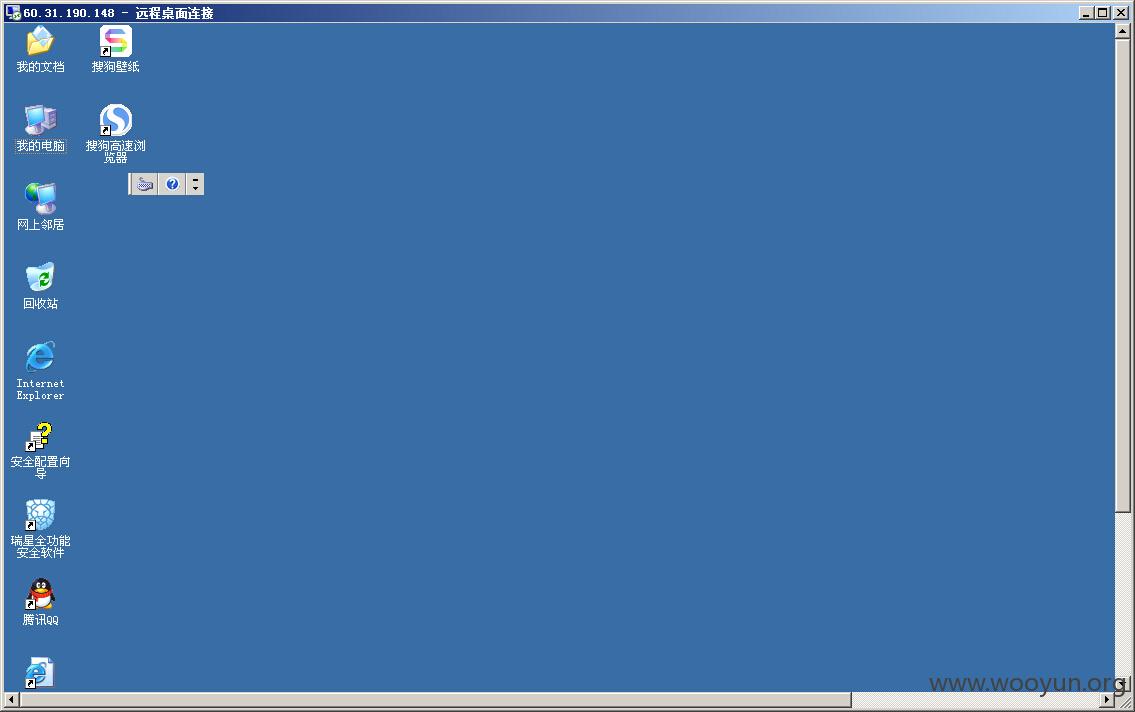 60.31.190.148 - 远程桌面连接
我的文档
搜狗壁纸
我的电脑
搜狗高速浏
览器
网上邻居
回收站
Internet
Explorer
安全配置向
导
瑞星全功能
安全软件
腾讯QQ
www.wooyun.org